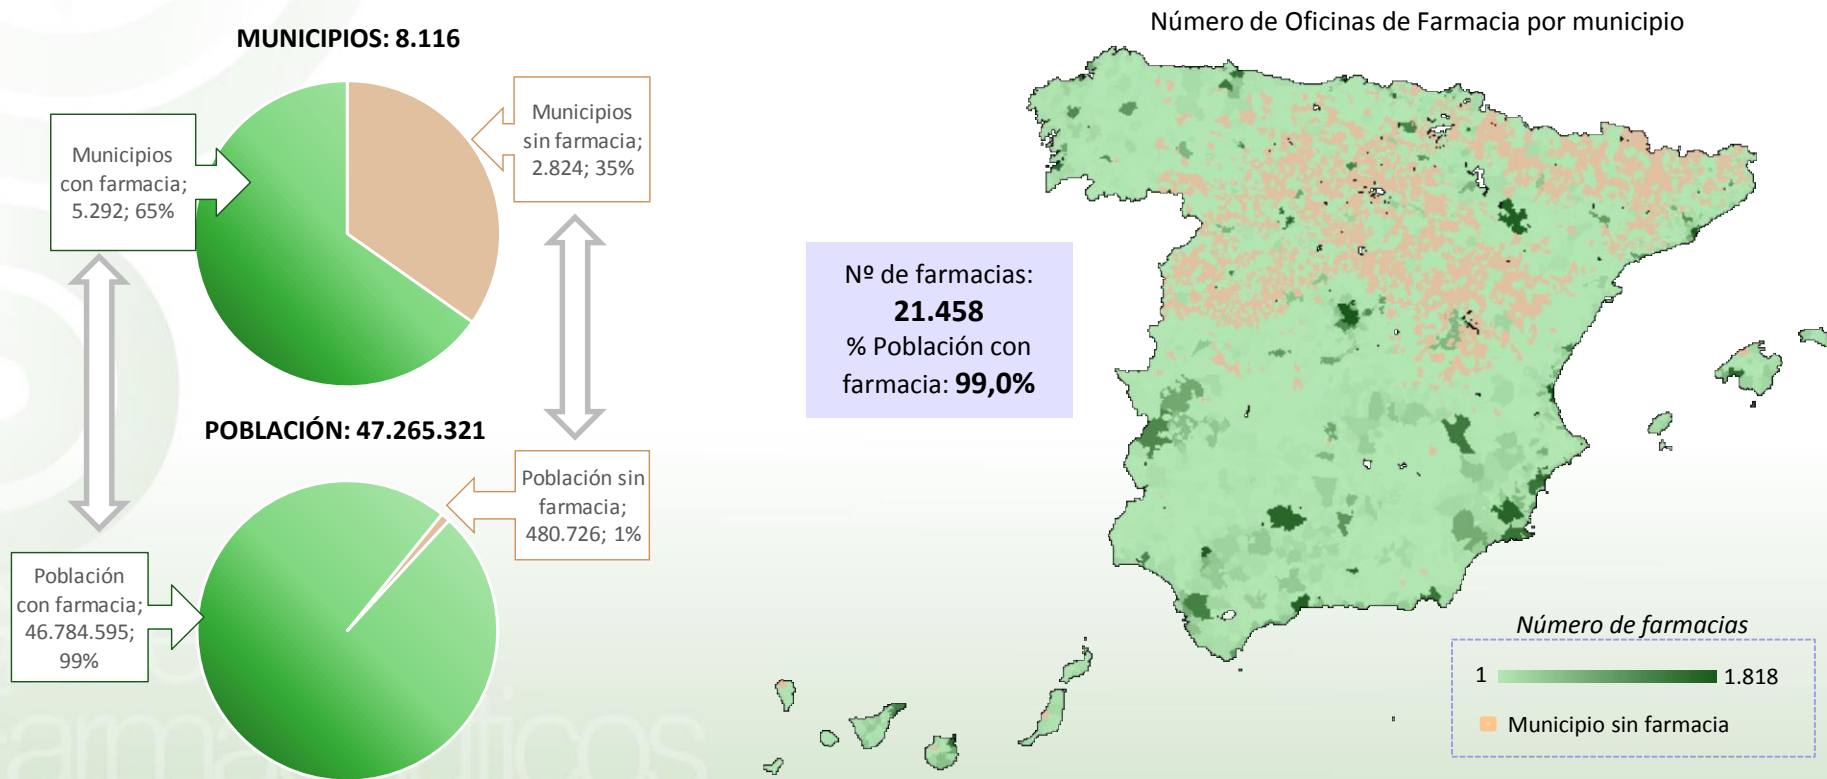 MUNICIPIOS: 8.116
Municipios
con farmacia;
5.292; 65%
Municipios
sin farmacia;
2.824; 35%
POBLACIÓN: 47.265.321
Población sin
farmacia;
480.726; 1%
Población
con farmacia;
46.784.595;
99%
Nº de farmacias:
21.458
% Población con
farmacia: 99,0%
Número de Oficinas de Farmacia por municipio
Número de farmacias
1
1.818
Municipio sin farmacia